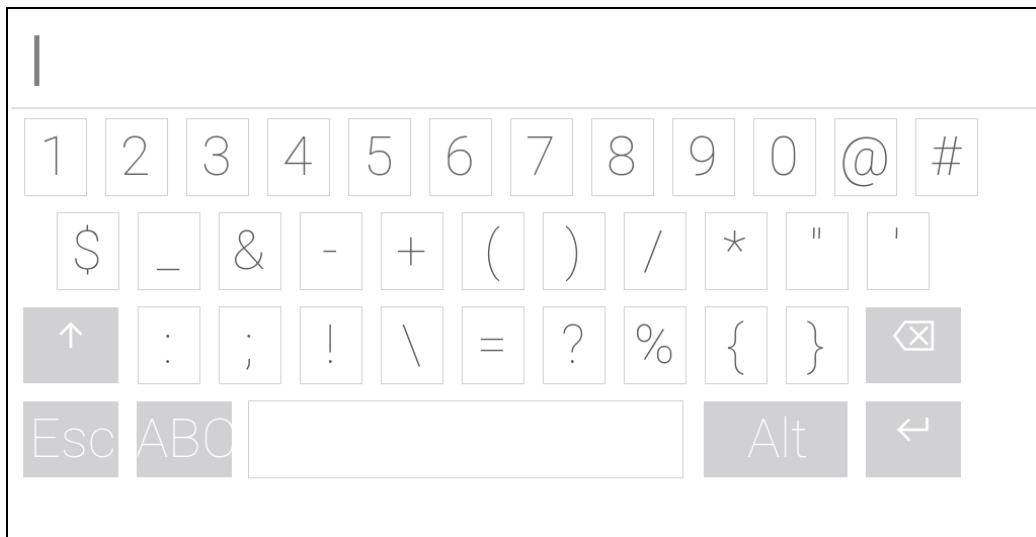 1 2 3 4 5 6 7 8 9 0 @ #
$ _ & - + ( ) / * " '
↑ : ; ! \ = ? % { } ⌫
Esc ABC Alt ↵